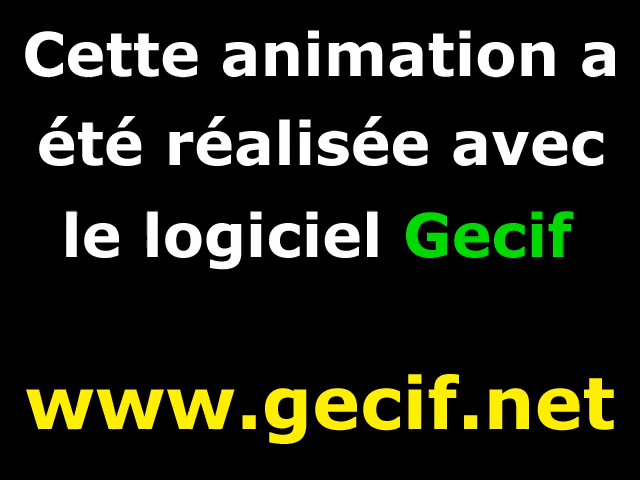 Cette animation a
été réalisée avec
le logiciel Gecif
www.gecif.net